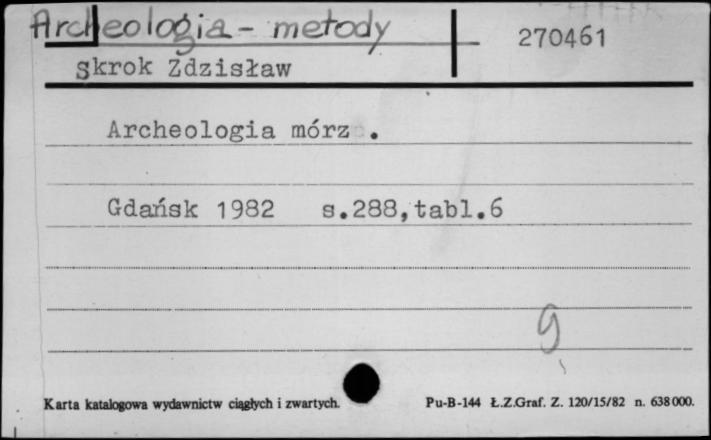 Archeologia - metody
270461
Skrok Zdzisław
Archeologia mórz .
Gdańsk 1982 s.288,tabl.6
g
Karta katalogowa wydawnictw ciągłych i zwartych. Pu-B-144 Ł.Z.Graf. Z. 120/15/82 n. 638000.